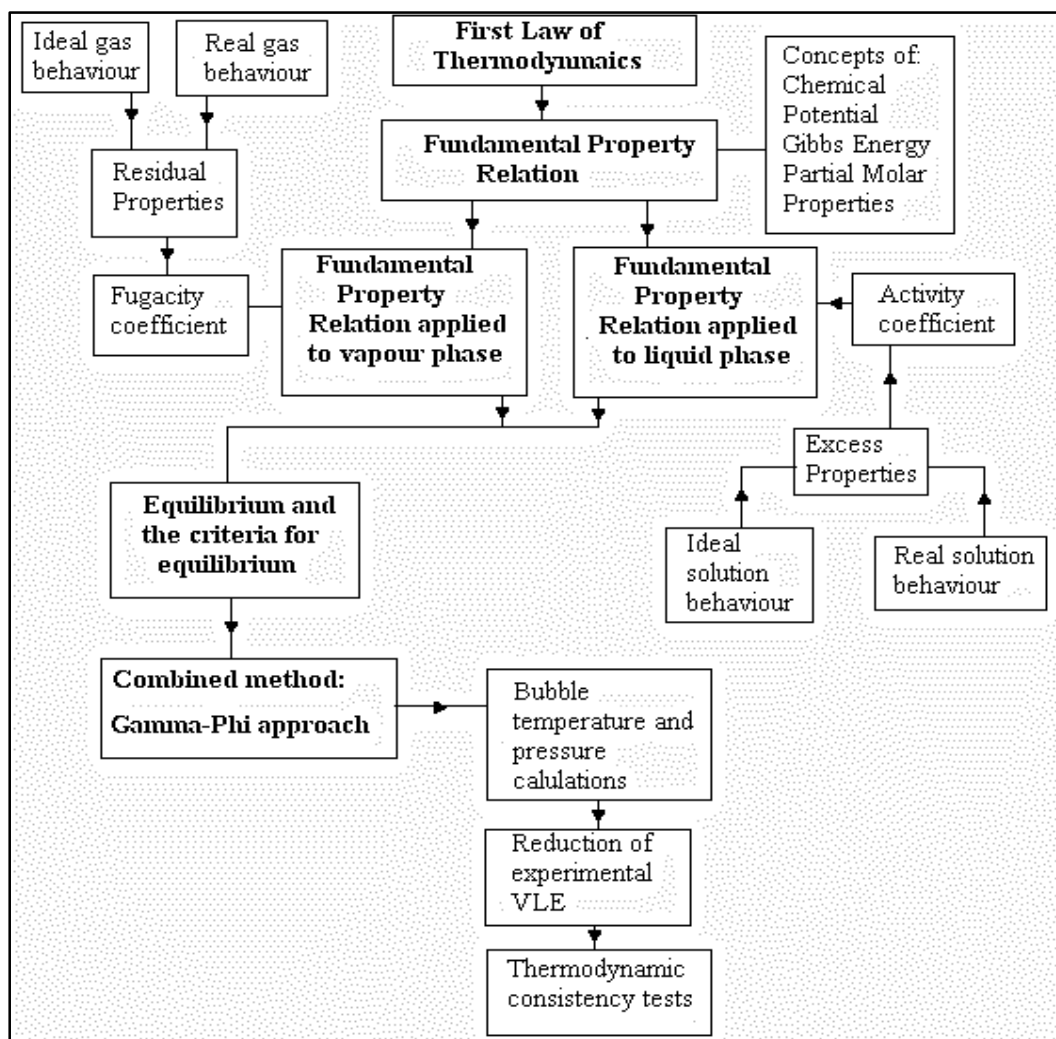 Ideal gas
behaviour
Real gas
behaviour
First Law of
Thermodynnaics
Concepts of:
Chemical
Potential
Gibbs Energy
Partial Molar
Properties
Fundamental Property
Relation
Residual
Properties
Fugacity
coefficient
Fundamental
Property
Relation applied
to vapour phase
Fundamental
Property
Relation applied
to liquid phase
Activity
coefficient
Excess
Properties
Ideal
solution
behaviour
Real solution
behaviour
Equilibrium and
the criteria for
equilibrium
Combined method:
Gamma-Phi approach
Bubble
temperature and
pressure
calulations
Reduction of
experimental
VLE
Thermodynamic
consistency tests